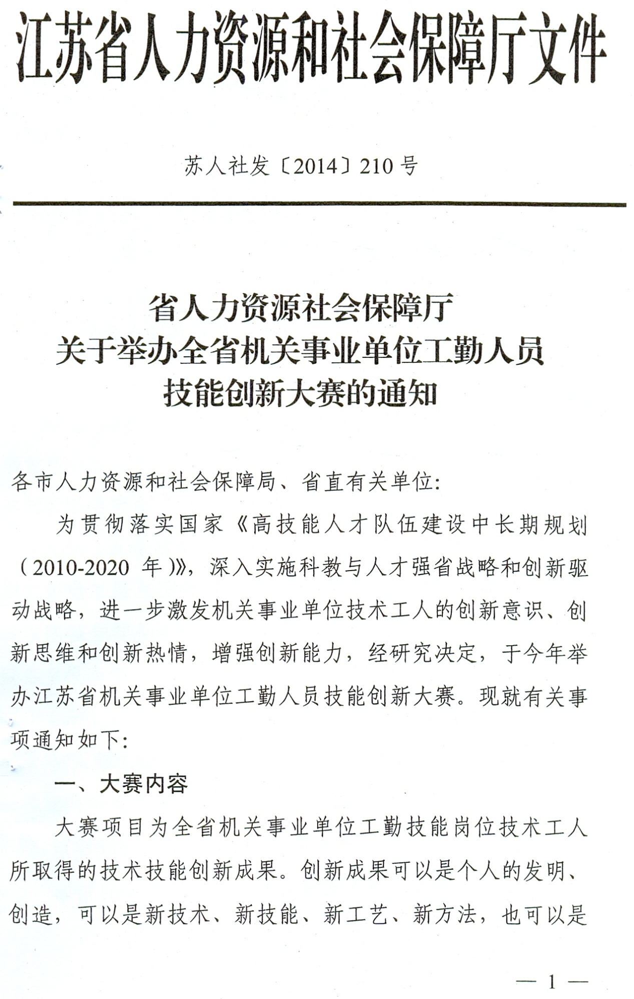 江苏省人力资源和社会保障厅文件
苏人社发〔2014〕210号
省人力资源社会保障厅
关于举办全省机关事业单位工勤人员
技能创新大赛的通知
各市人力资源和社会保障局、省直有关单位:
为贯彻落实国家《高技能人才队伍建设中长期规划
（2010-2020 年)》，深入实施科教与人才强省战略和创新驱
动战略，进一步激发机关事业单位技术工人的创新意识、创
新思维和创新热情，增强创新能力，经研究决定，于今年举
办江苏省机关事业单位工勤人员技能创新大赛。现就有关事
项通知如下:
一、大赛内容
大赛项目为全省机关事业单位工勤技能岗位技术工人
所取得的技术技能创新成果。创新成果可以是个人的发明、
创造，可以是新技术、新技能、新工艺、新方法，也可以是
— 1 —